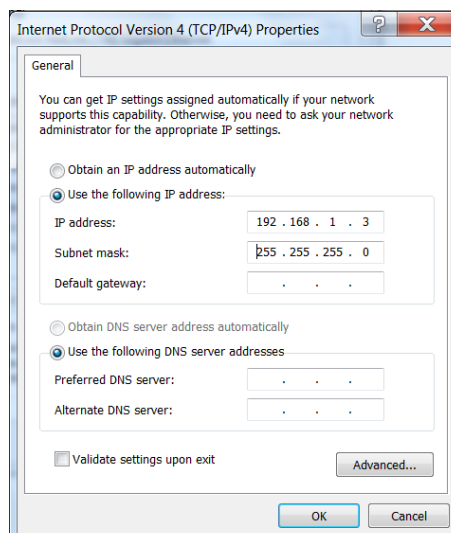 Internet Protocol Version 4 (TCP/IPv4) Properties
?
X
General
You can get IP settings assigned automatically if your network
supports this capability. Otherwise, you need to ask your network
administrator for the appropriate IP settings.
Obtain an IP address automatically
Use the following IP address:
IP address: 192 . 168 . 1 . 3
Subnet mask: 255 . 255 . 255 . 0
Default gateway: . . .
Obtain DNS server address automatically
Use the following DNS server addresses
Preferred DNS server: . . .
Alternate DNS server: . . .
Validate settings upon exit
Advanced...
OK Cancel